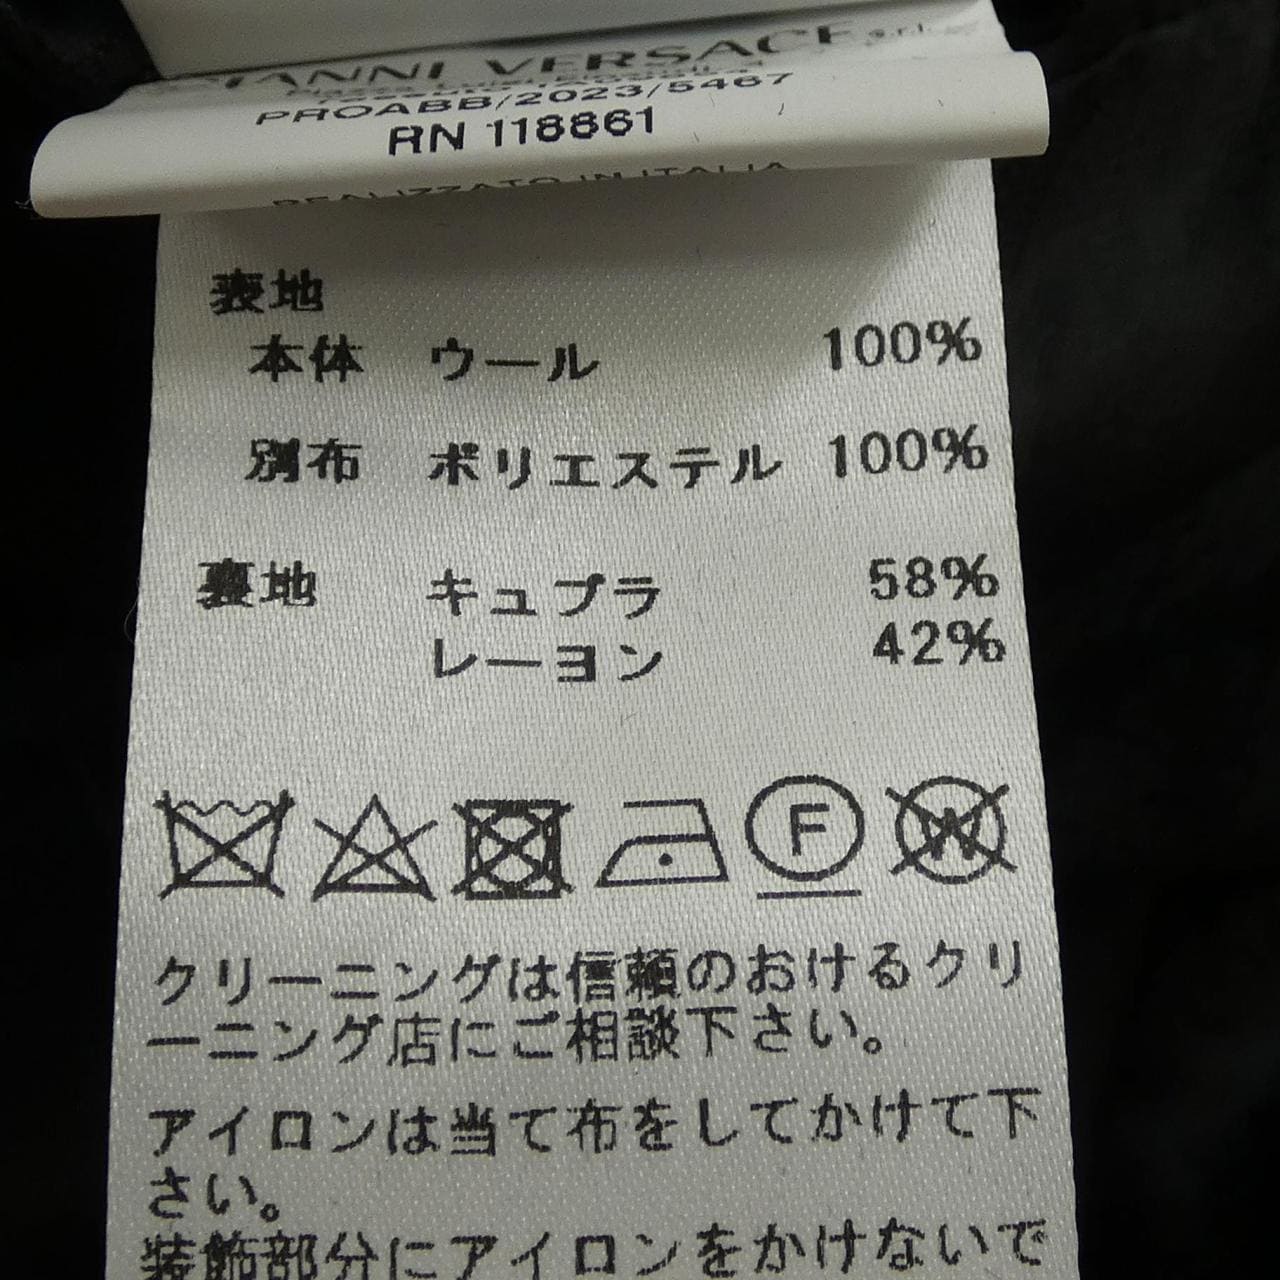 GIANNI VERSACE s.r.l.
PROABB/2023/5467
RN 118861
REALIZZATO IN ITALIA
表地
本体 ウール 100%
別布 ポリエステル 100%
裏地 キュプラ 58%
レーヨン 42%
F W
クリーニングは信頼のおけるクリ
ーニング店にご相談下さい。
アイロンは当て布をしてかけて下
さい。
装飾部分にアイロンをかけないで